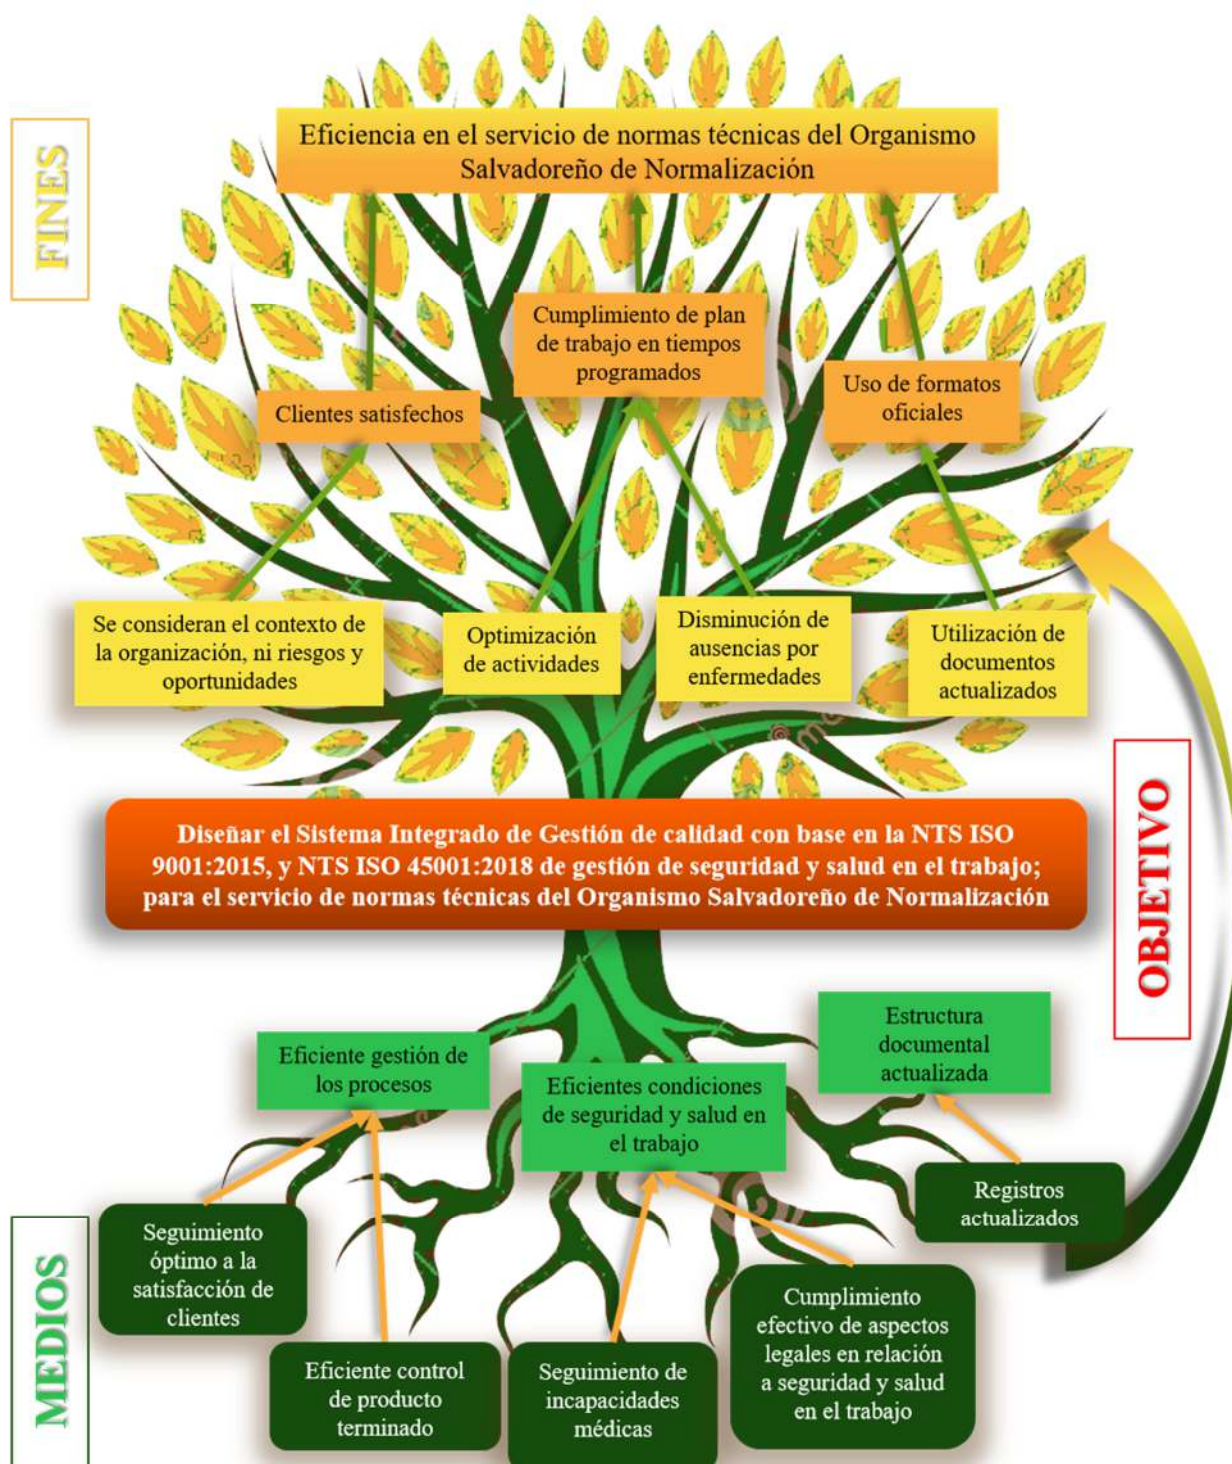 FINES
Eficiencia en el servicio de normas técnicas del Organismo
Salvadoreño de Normalización
Cumplimiento de plan
de trabajo en tiempos
programados
Clientes satisfechos
Uso de formatos
oficiales
Se consideran el contexto de
la organización, ni riesgos y
oportunidades
Optimización
de actividades
Disminución de
ausencias por
enfermedades
Utilización de
documentos
actualizados
OBJETIVO
Diseñar el Sistema Integrado de Gestión de calidad con base en la NTS ISO
9001:2015, y NTS ISO 45001:2018 de gestión de seguridad y salud en el trabajo;
para el servicio de normas técnicas del Organismo Salvadoreño de Normalización
Eficiente gestión de
los procesos
Eficientes condiciones
de seguridad y salud en
el trabajo
Estructura
documental
actualizada
MEDIOS
Seguimiento
óptimo a la
satisfacción de
clientes
Eficiente control
de producto
terminado
Seguimiento de
incapacidades
médicas
Cumplimiento
efectivo de aspectos
legales en relación
a seguridad y salud
en el trabajo
Registros
actualizados